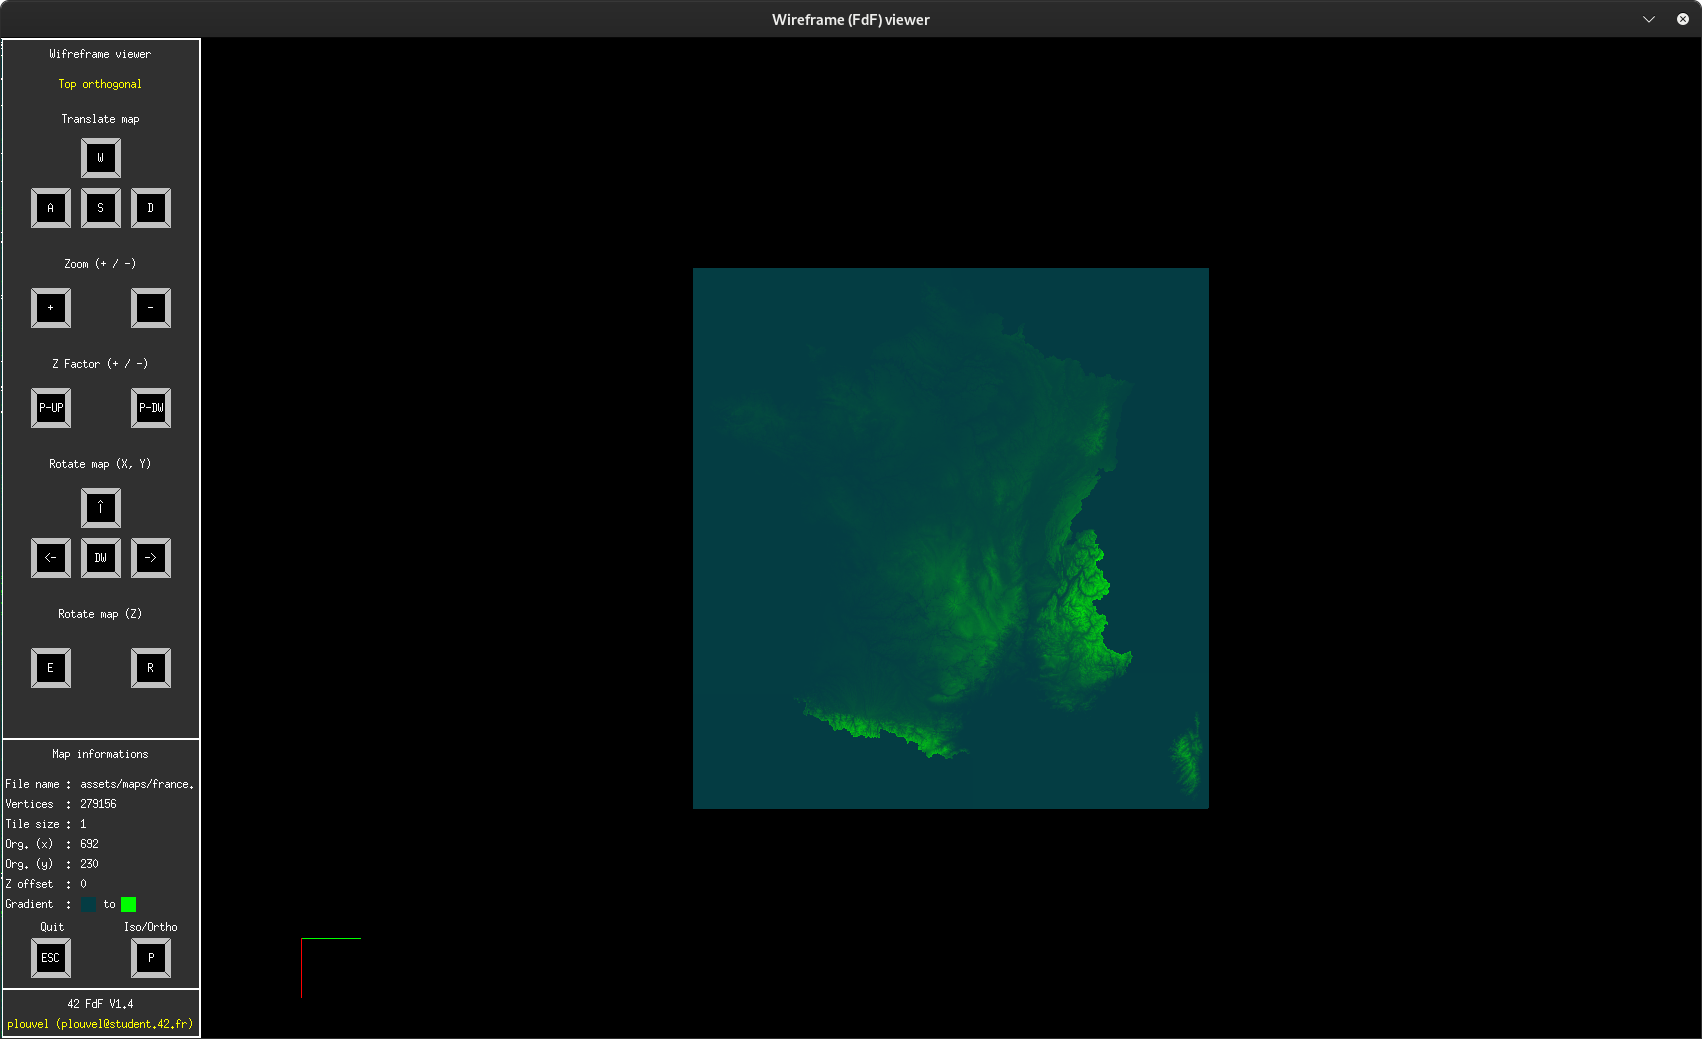 Wireframe (FdF) viewer
Wifreframe viewer
Top orthogonal
Translate map
W
A S D
Zoom (+ / -)
+ -
Z Factor (+ / -)
P-UP P-DW
Rotate map (X, Y)
↑
<- DW ->
Rotate map (Z)
E R
Map informations
File name : assets/maps/france.
Vertices : 279156
Tile size : 1
Org. (x) : 692
Org. (y) : 230
Z offset : 0
Gradient : to
Quit Iso/Ortho
ESC P
42 FdF V1.4
plouvel (plouvel@student.42.fr)